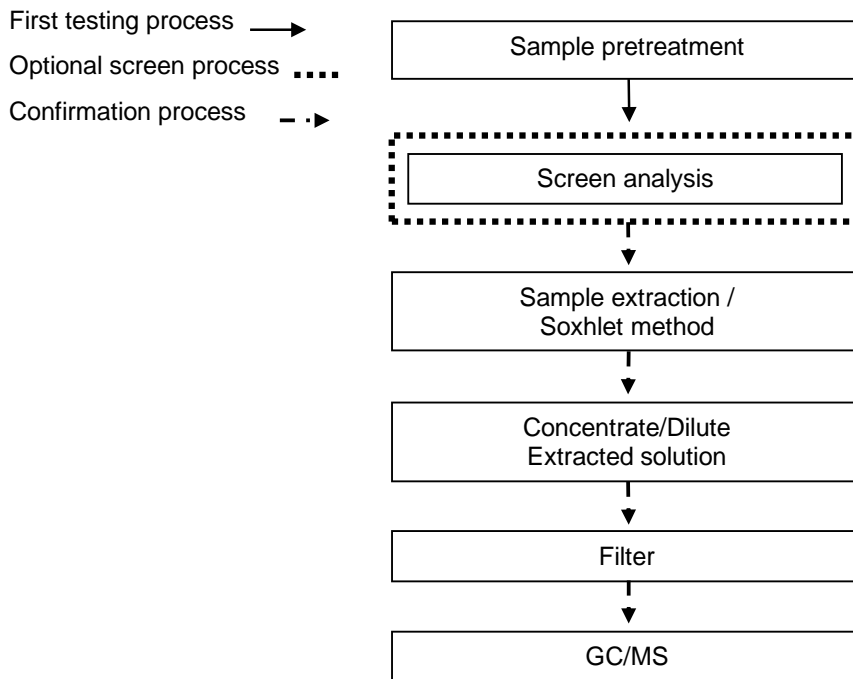 First testing process
Optional screen process
Confirmation process
Sample pretreatment
Screen analysis
Sample extraction /
Soxhlet method
Concentrate/Dilute
Extracted solution
Filter
GC/MS